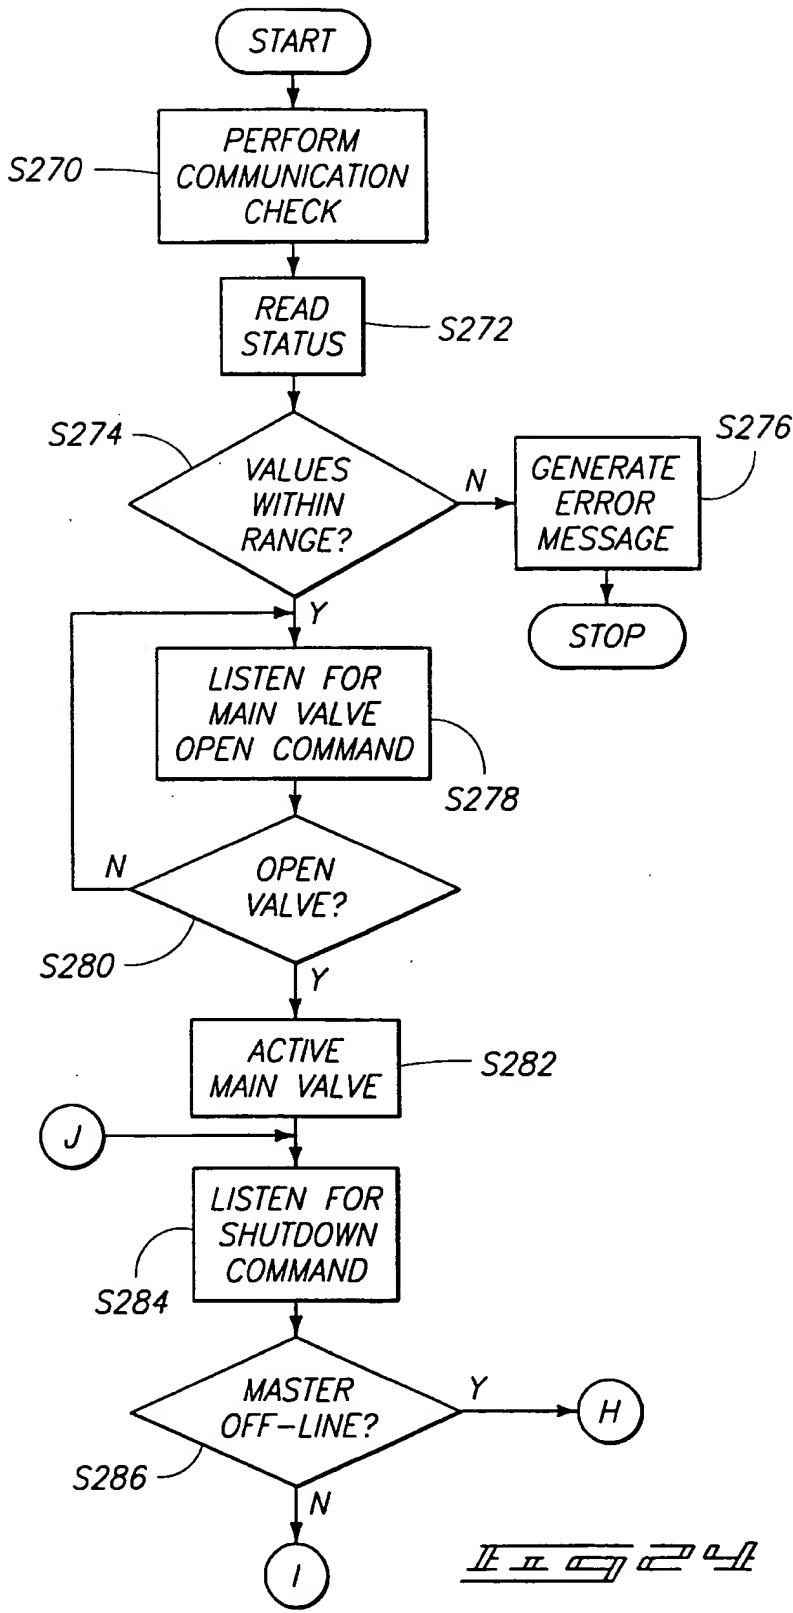 START
PERFORM
COMMUNICATION
CHECK
S270
READ
STATUS
S272
S274
VALUES
WITHIN
RANGE?
N
GENERATE
ERROR
MESSAGE
S276
STOP
Y
LISTEN FOR
MAIN VALVE
OPEN COMMAND
S278
N
OPEN
VALVE?
S280
Y
ACTIVE
MAIN VALVE
S282
J
LISTEN FOR
SHUTDOWN
COMMAND
S284
MASTER
OFF-LINE?
Y
H
S286
N
I
Fig 24